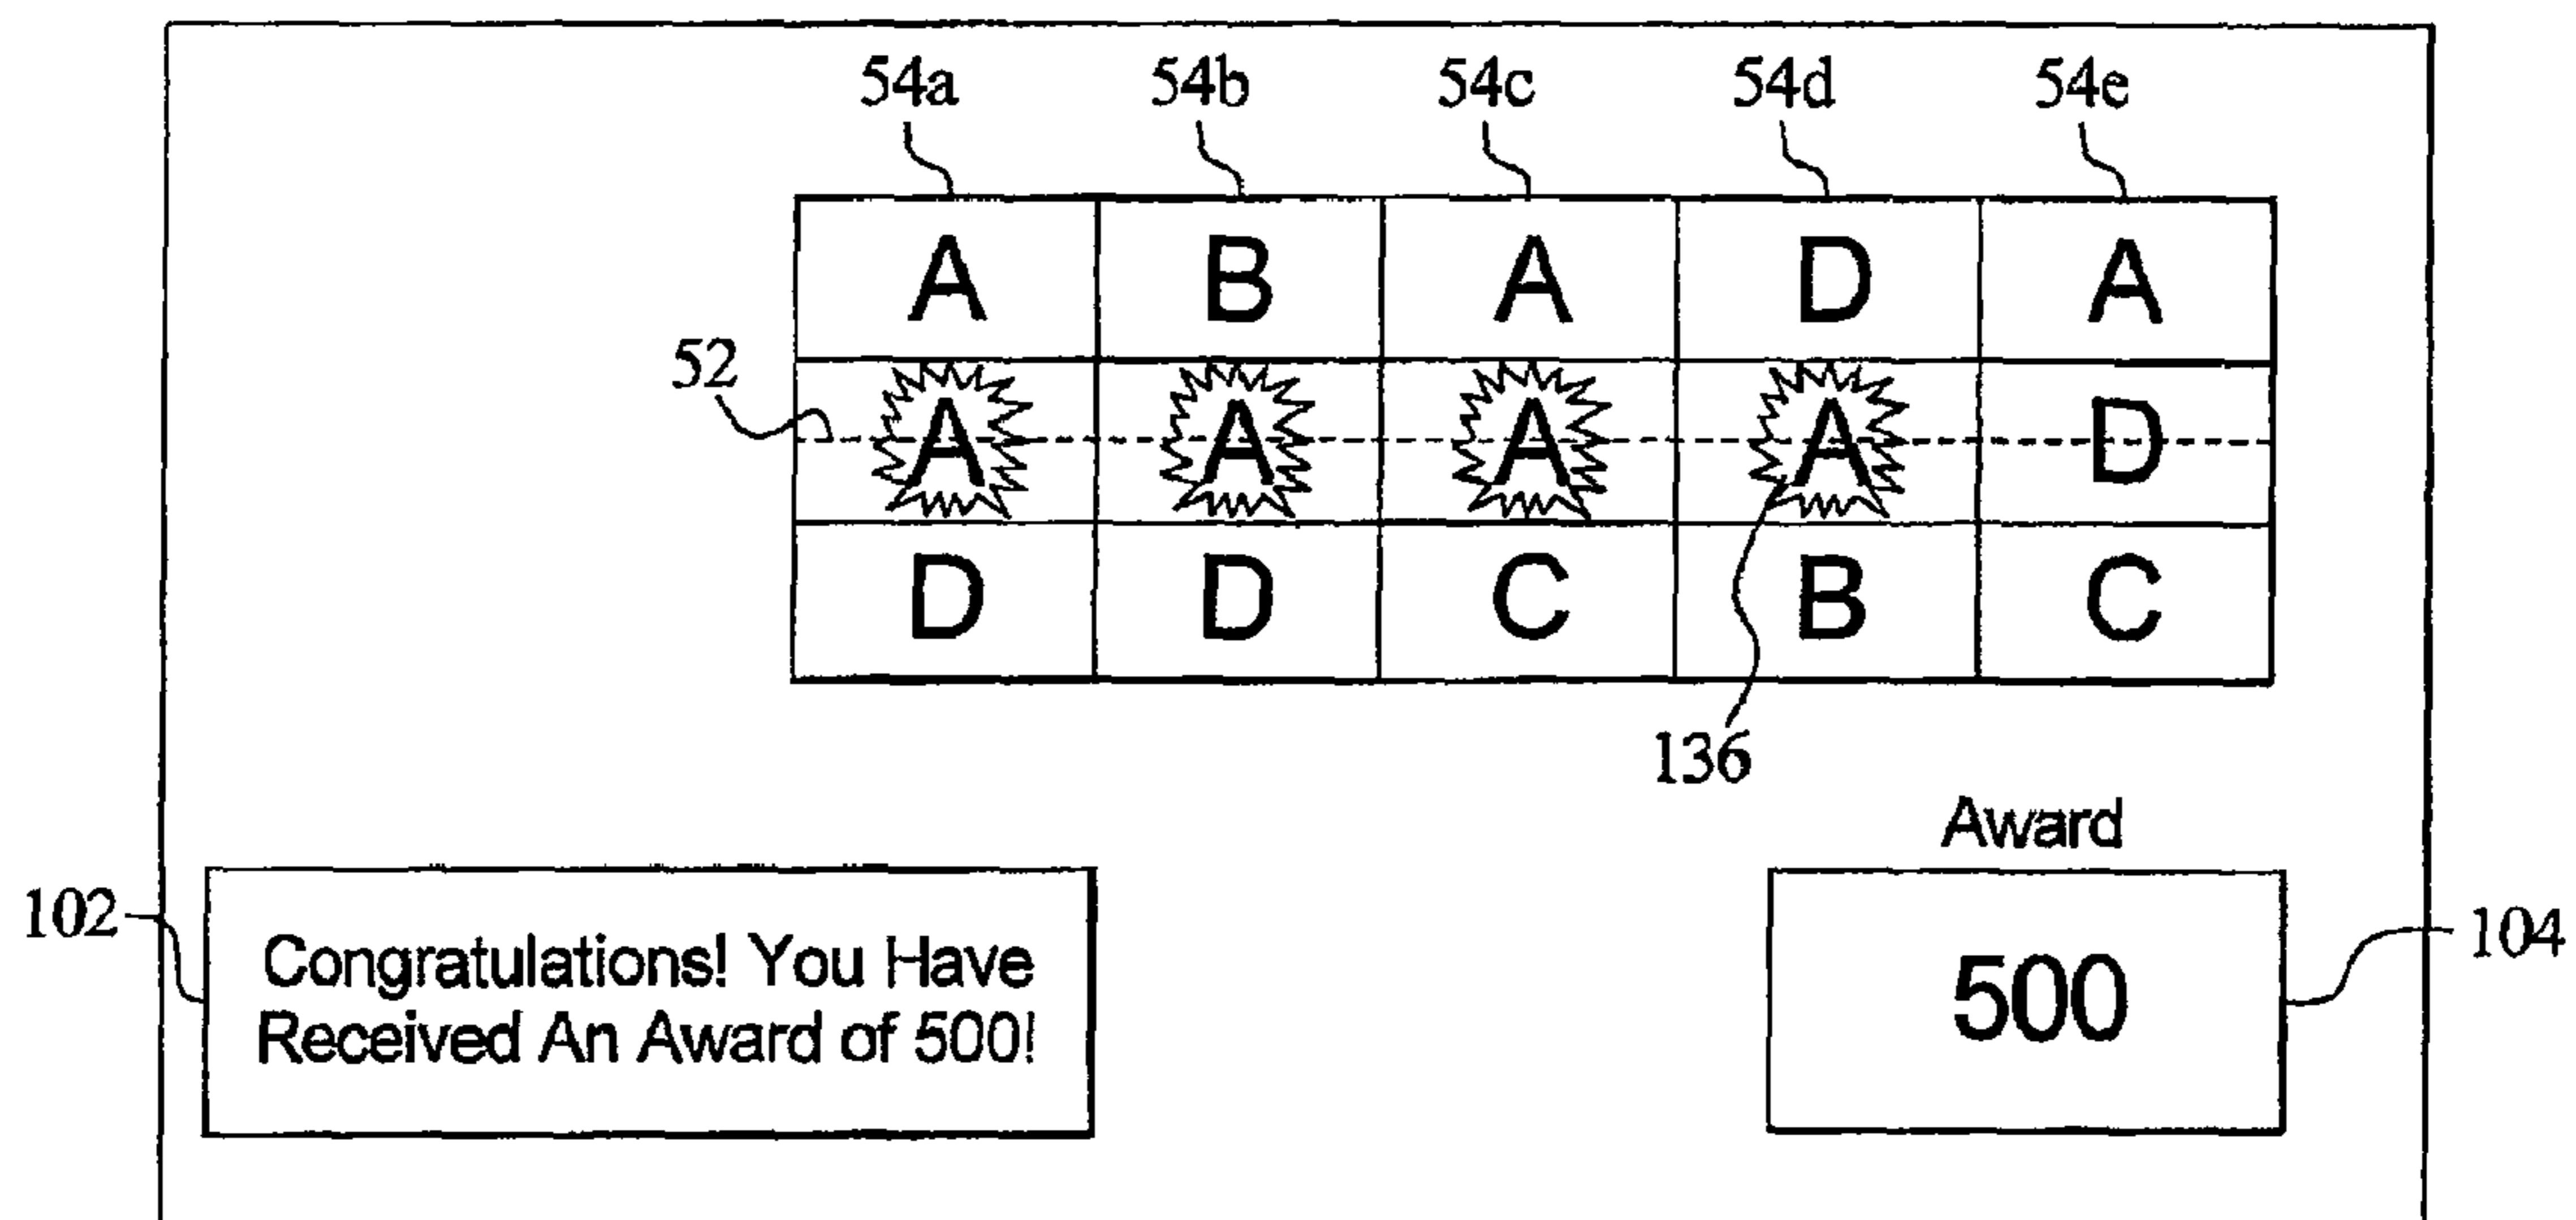 54a 54b 54c 54d 54e
A B A D A
52
A A A A D
D D C B C
136
Award
102
Congratulations! You Have
Received An Award of 500!
500
104